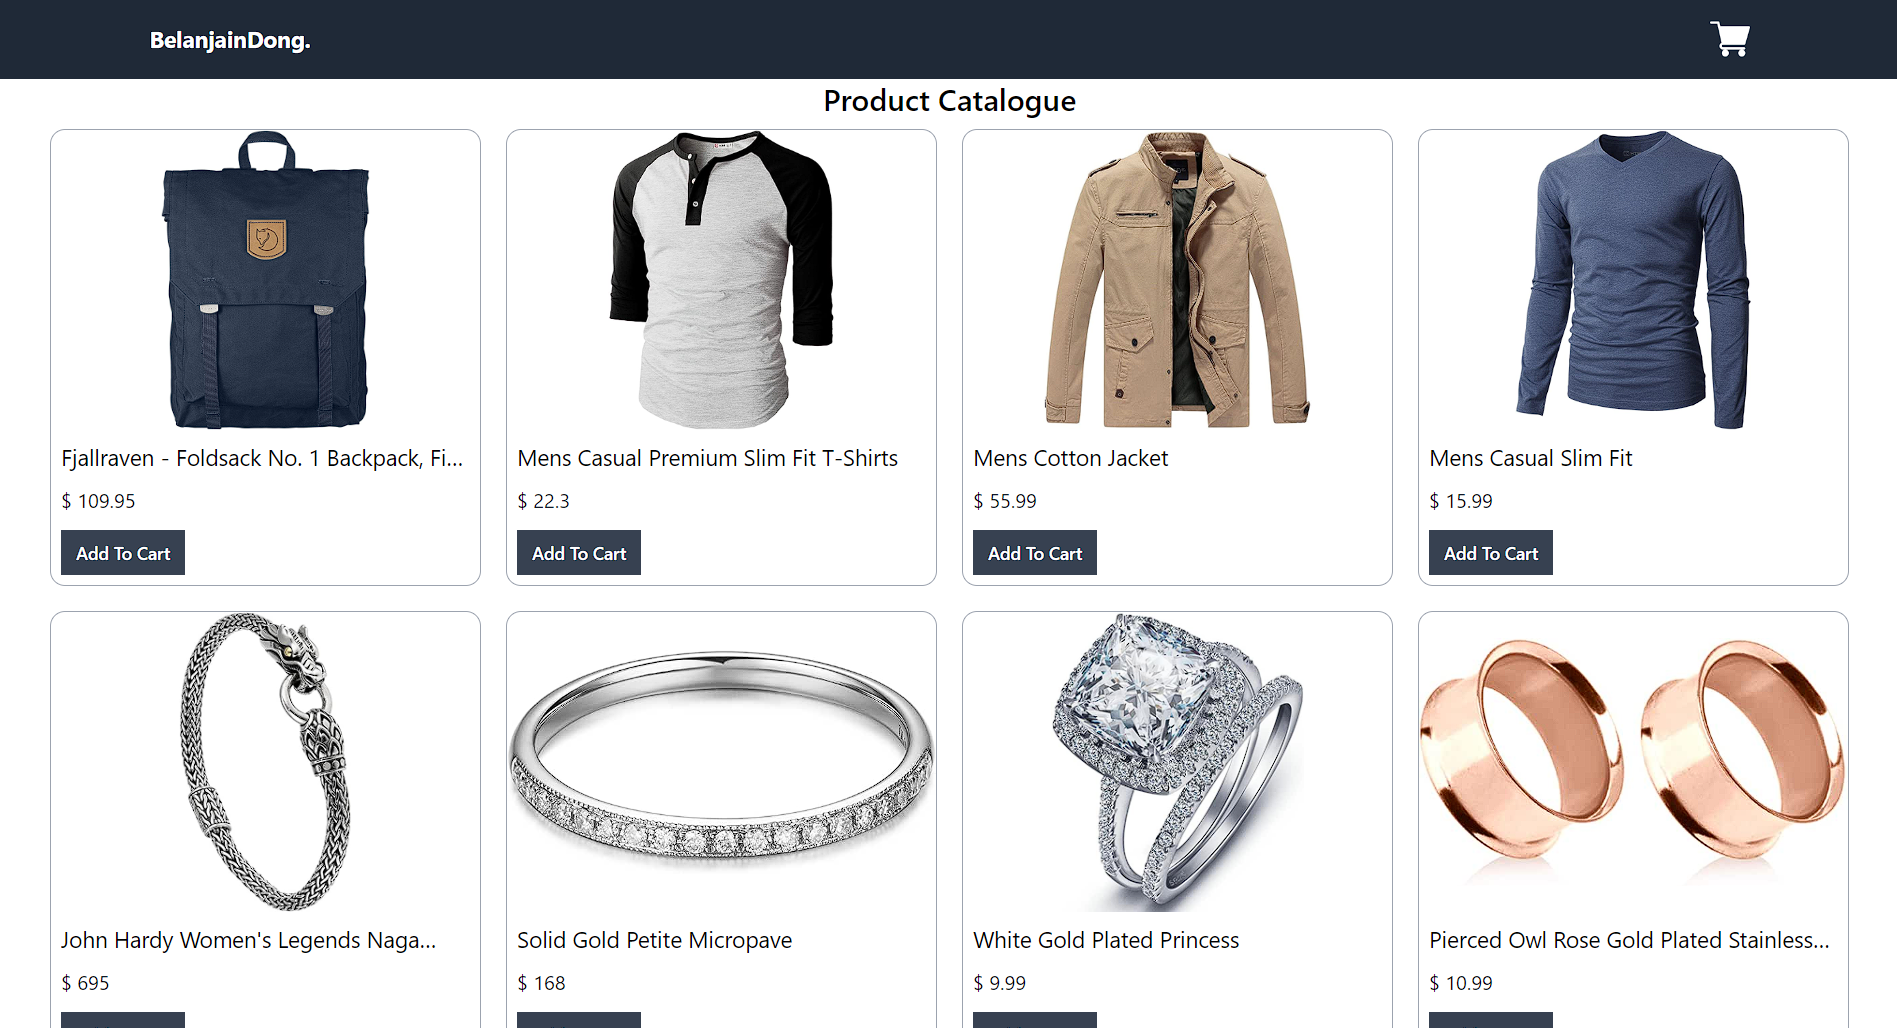 BelanjainDong.
Product Catalogue
Fjallraven - Foldsack No. 1 Backpack, Fi...
Mens Casual Premium Slim Fit T-Shirts
Mens Cotton Jacket
Mens Casual Slim Fit
$ 109.95
$ 22.3
$ 55.99
$ 15.99
Add To Cart
Add To Cart
Add To Cart
Add To Cart
John Hardy Women's Legends Naga...
Solid Gold Petite Micropave
White Gold Plated Princess
Pierced Owl Rose Gold Plated Stainless...
$ 695
$ 168
$ 9.99
$ 10.99